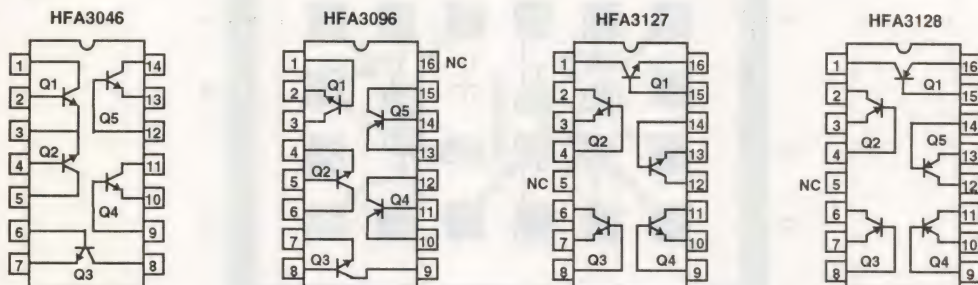 HFA3046
1 14
Q1
2 13
Q5
3 12
Q2
4 11
5 10
Q4
6 9
7 8
Q3
HFA3096
1 16 NC
Q1
2 15
3 Q5 14
4 13
Q2
5 12
Q4
6 11
7 10
Q3
8 9
HFA3127
1 16
Q1
2 15
3 14
Q2
4 13
NC 5 12
6 11
7 10
Q3 Q4
8 9
HFA3128
1 16
Q1
2 15
3 14
Q2 Q5
4 13
NC 5 12
6 11
7 10
Q3 Q4
8 9